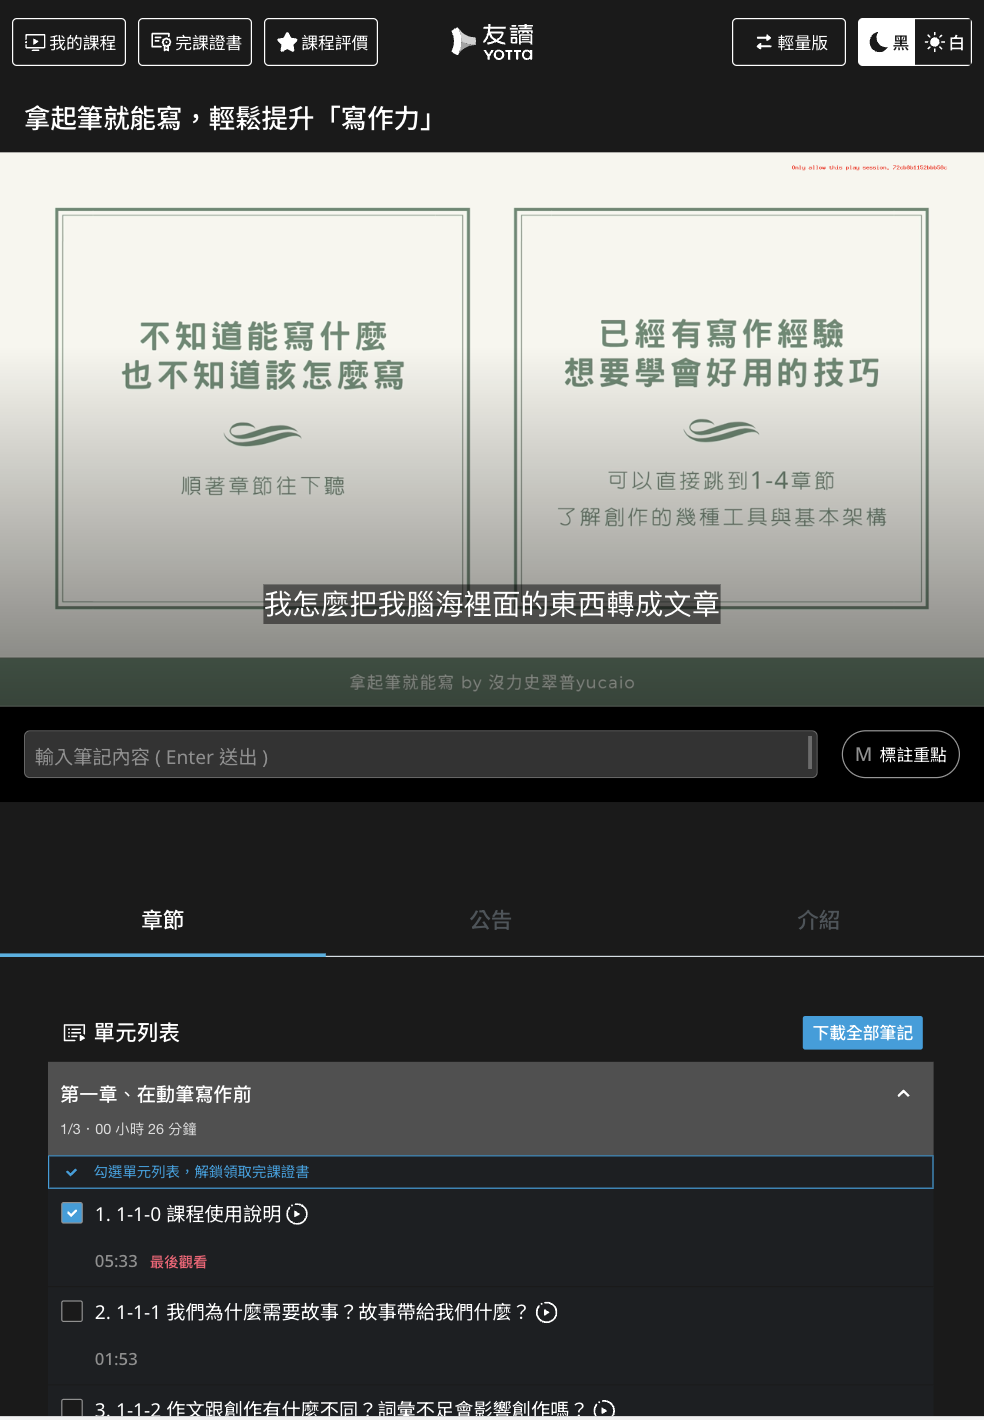 我的課程
完課證書
課程評價
友讀
YOTTA
輕量版
黑
白
拿起筆就能寫，輕鬆提升「寫作力」
不知道能寫什麼
也不知道該怎麼寫
順著章節往下聽
已經有寫作經驗
想要學會好用的技巧
可以直接跳到1-4章節
了解創作的幾種工具與基本架構
我怎麼把我腦海裡面的東西轉成文章
拿起筆就能寫 by 沒力史翠普yucaio
輸入筆記內容 ( Enter 送出 )
M 標註重點
章節
公告
介紹
單元列表
下載全部筆記
第一章、在動筆寫作前
1/3・00 小時 26 分鐘
勾選單元列表，解鎖領取完課證書
1. 1-1-0 課程使用說明
05:33 最後觀看
2. 1-1-1 我們為什麼需要故事？故事帶給我們什麼？
01:53
3. 1-1-2 作文跟創作有什麼不同？詞彙不足會影響創作嗎？